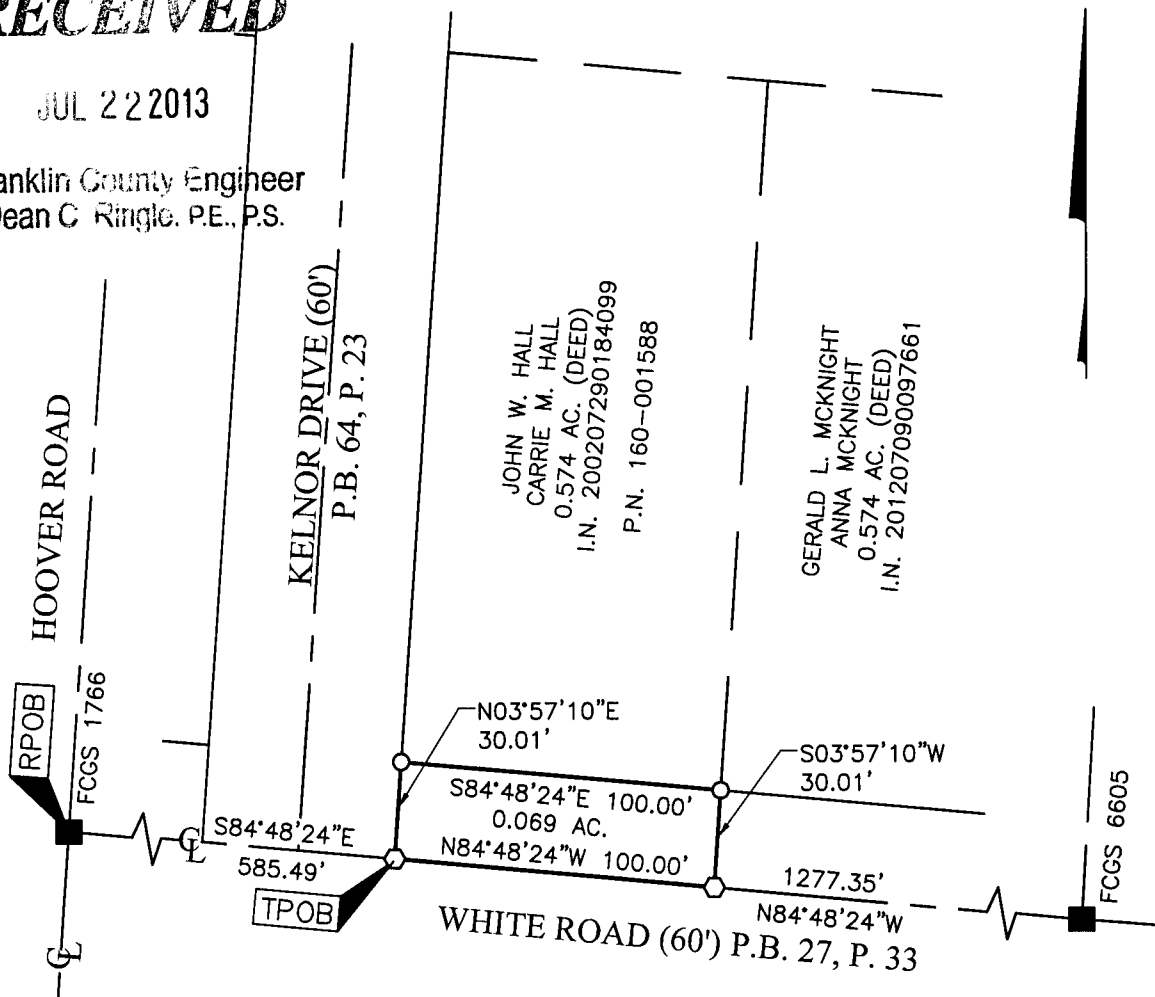 RECEIVED
JUL 22 2013
anklin County Engineer
Dean C Ringle. P.E., P.S.
HOOVER ROAD
KELNOR DRIVE (60')
P.B. 64, P. 23
JOHN W. HALL
CARRIE M. HALL
0.574 AC. (DEED)
I.N. 200207290184099
P.N. 160-001588
GERALD L. MCKNIGHT
ANNA MCKNIGHT
0.574 AC. (DEED)
I.N. 201207090097661
RPOB
FCGS 1766
N03°57'10"E
30.01'
S03°57'10"W
30.01'
S84°48'24"E 100.00'
0.069 AC.
N84°48'24"W 100.00'
CL
S84°48'24"E
585.49'
TPOB
1277.35'
N84°48'24"W
FCGS 6605
WHITE ROAD (60') P.B. 27, P. 33
CL